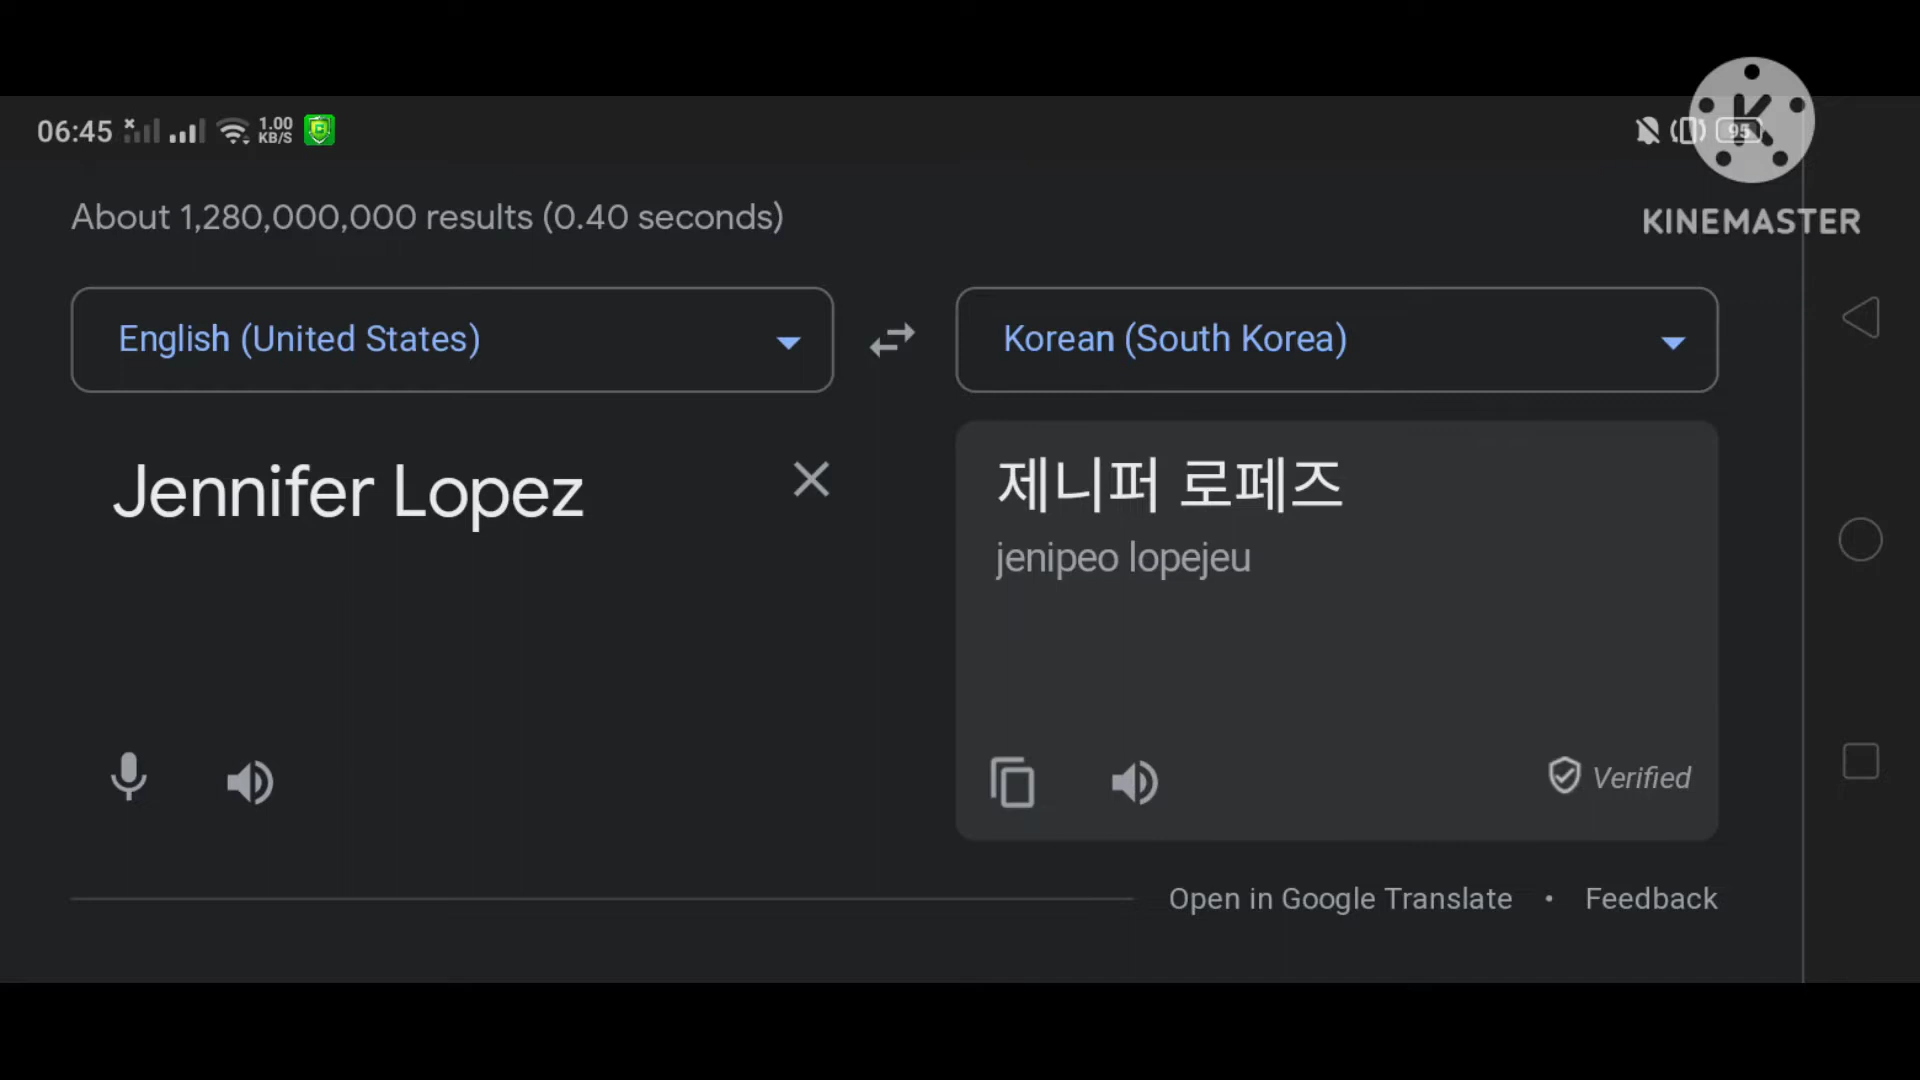 06:45 1.00 KB/S 95
KINEMASTER
About 1,280,000,000 results (0.40 seconds)
English (United States) Korean (South Korea)
Jennifer Lopez 제니퍼 로페즈
jenipeo lopejeu
Verified
Open in Google Translate • Feedback